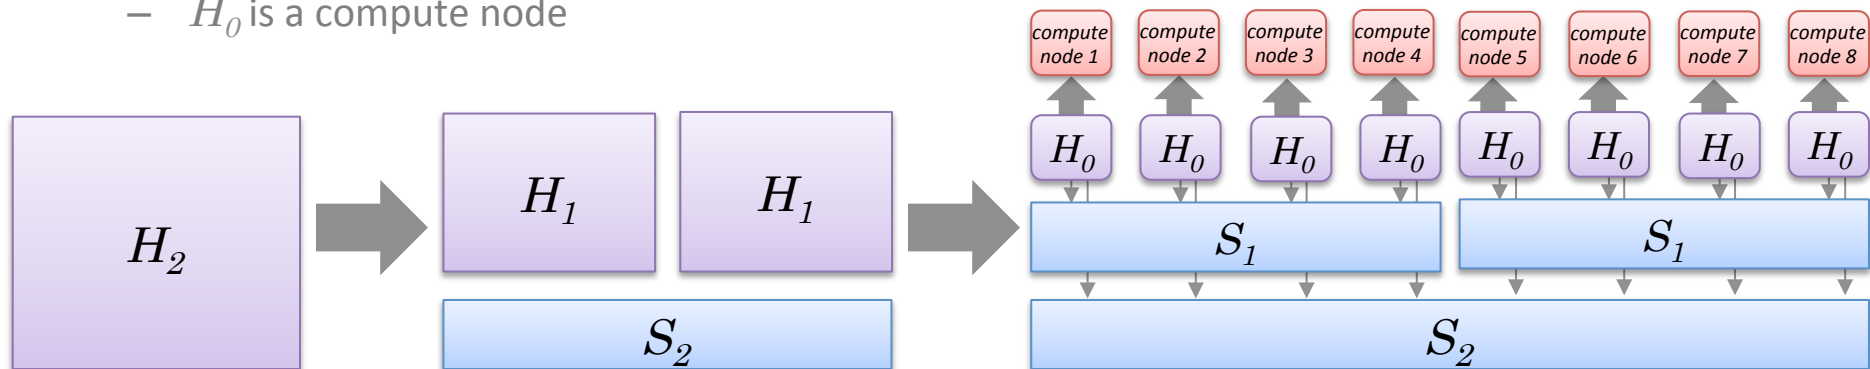 – H₀ is a compute node
compute node 1
compute node 2
compute node 3
compute node 4
compute node 5
compute node 6
compute node 7
compute node 8
H₀ H₀ H₀ H₀ H₀ H₀ H₀ H₀
H₂
H₁ H₁
S₁ S₁
S₂
S₂